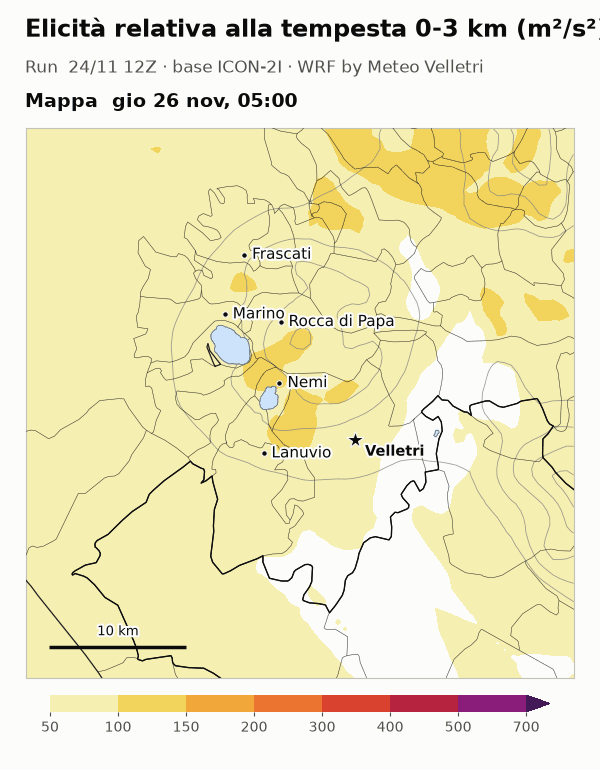 Elicità relativa alla tempesta 0-3 km (m²/s²)
Run  24/11 12Z · base ICON-2I · WRF by Meteo Velletri
Mappa  gio 26 nov, 05:00
Frascati
Marino
Rocca di Papa
Nemi
Lanuvio
Velletri
10 km
50 100 150 200 300 400 500 700